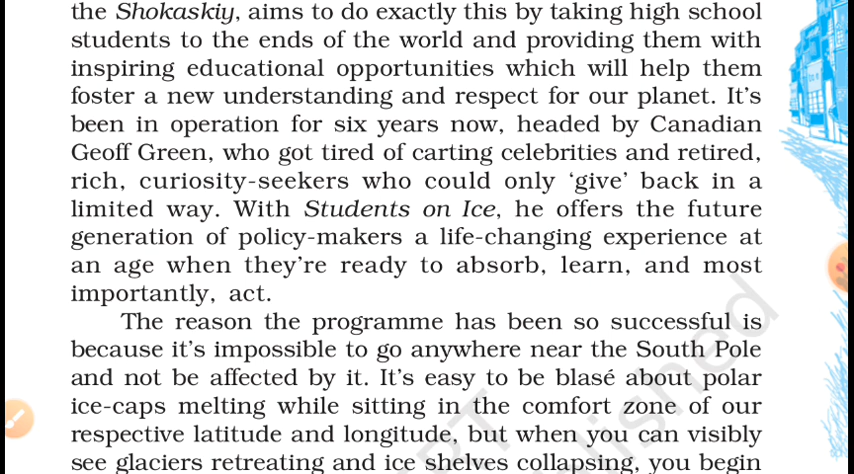 the Shokaskiy, aims to do exactly this by taking high school
students to the ends of the world and providing them with
inspiring educational opportunities which will help them
foster a new understanding and respect for our planet. It's
been in operation for six years now, headed by Canadian
Geoff Green, who got tired of carting celebrities and retired,
rich, curiosity-seekers who could only 'give' back in a
limited way. With Students on Ice, he offers the future
generation of policy-makers a life-changing experience at
an age when they're ready to absorb, learn, and most
importantly, act.
The reason the programme has been so successful is
because it's impossible to go anywhere near the South Pole
and not be affected by it. It's easy to be blasé about polar
ice-caps melting while sitting in the comfort zone of our
respective latitude and longitude, but when you can visibly
see glaciers retreating and ice shelves collapsing, you begin